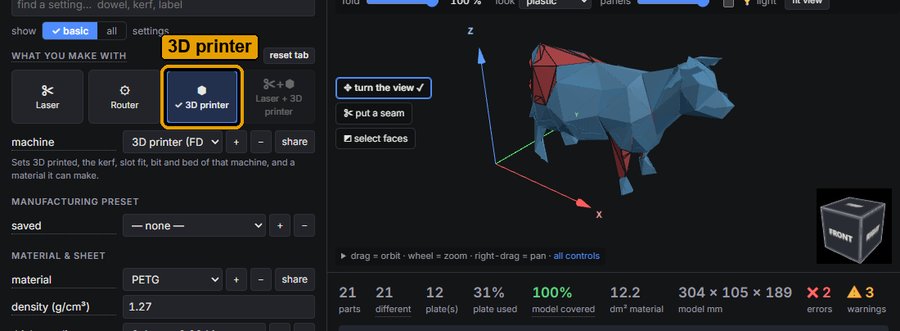 find a setting... dowel, kerf, label
fold 100 % look plastic panels light fit view
show ✓ basic all settings
3D printer
WHAT YOU MAKE WITH reset tab
Laser
Router
✓ 3D printer
Laser + 3D
printer
machine 3D printer (FD + − share
Sets 3D printed, the kerf, slot fit, bit and bed of that machine, and a
material it can make.
MANUFACTURING PRESET
saved — none — + −
MATERIAL & SHEET
material PETG + − share
density (g/cm³) 1.27
turn the view ✓
put a seam
select faces
Z
Y
X
FRONT
drag = orbit · wheel = zoom · right-drag = pan · all controls
21 21 12 31% 100% 12.2 304 × 105 × 189 2 3
parts different plate(s) plate used model covered dm² material model mm errors warnings